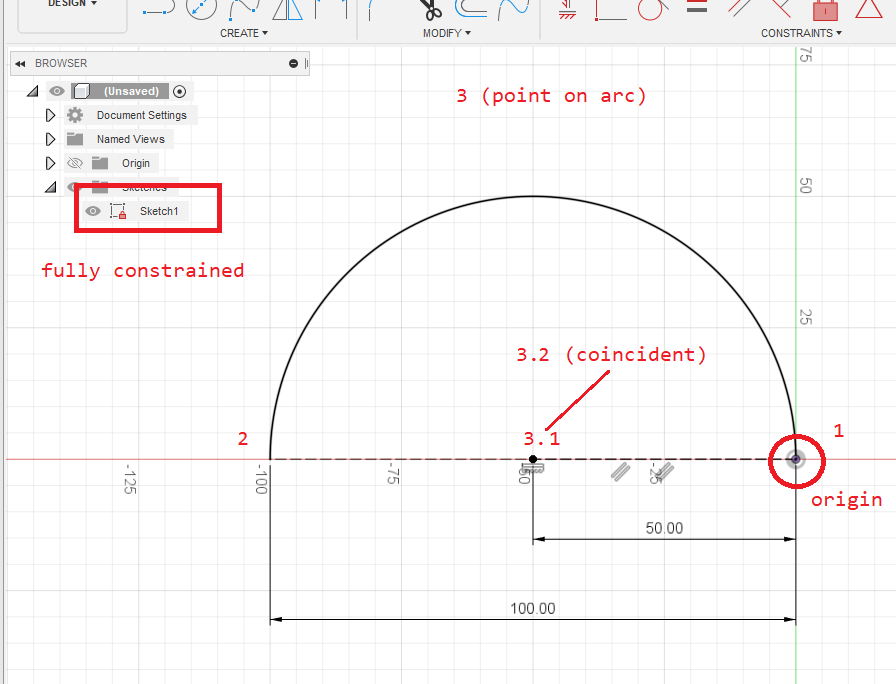 DESIGN ▾
CREATE ▾
MODIFY ▾
CONSTRAINTS ▾
BROWSER
(Unsaved)
Document Settings
Named Views
Origin
Sketches
Sketch1
fully constrained
3 (point on arc)
75
50
25
3.2 (coincident)
2
3.1
1
-125
-100
-75
50
-25
origin
50.00
100.00